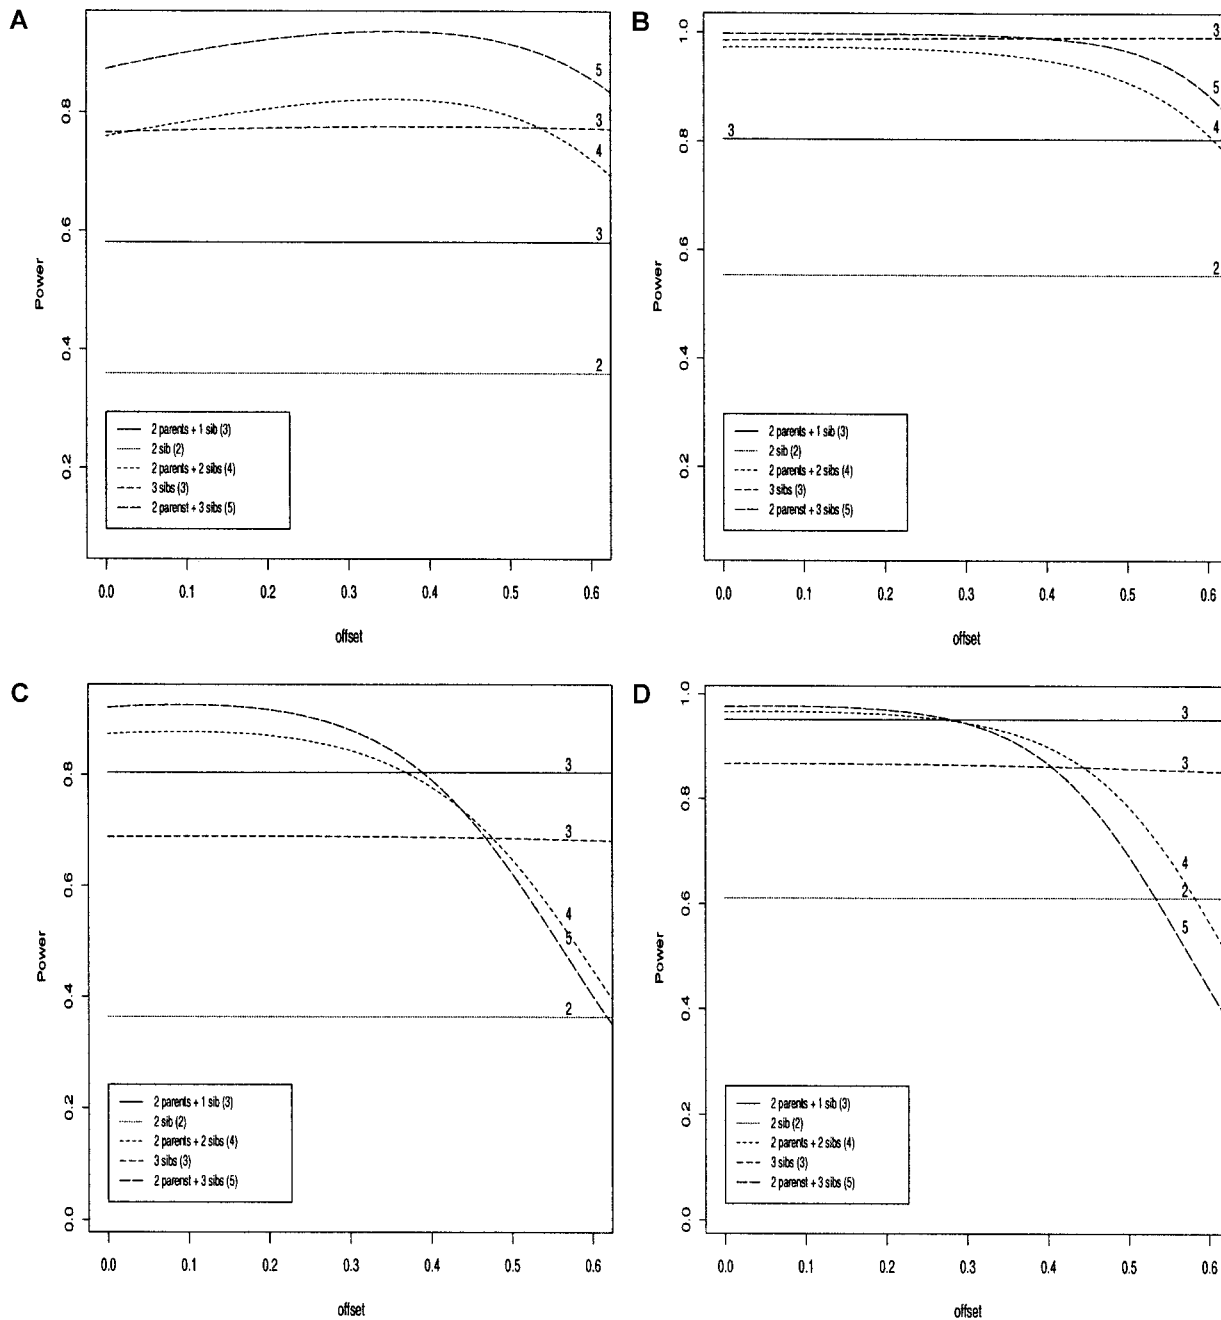 A
Power
0.2 0.4 0.6 0.8
5
3
4
3
2
2 parents + 1 sib (3)
2 sib (2)
2 parents + 2 sibs (4)
3 sibs (3)
2 parenst + 3 sibs (5)
0.0 0.1 0.2 0.3 0.4 0.5 0.6
offset
B
Power
0.2 0.4 0.6 0.8 1.0
3
5
4
3
2
2 parents + 1 sib (3)
2 sib (2)
2 parents + 2 sibs (4)
3 sibs (3)
2 parenst + 3 sibs (5)
0.0 0.1 0.2 0.3 0.4 0.5 0.6
offset
C
Power
0.0 0.2 0.4 0.6 0.8
3
3
4
5
2
2 parents + 1 sib (3)
2 sib (2)
2 parents + 2 sibs (4)
3 sibs (3)
2 parenst + 3 sibs (5)
0.0 0.1 0.2 0.3 0.4 0.5 0.6
offset
D
Power
0.0 0.2 0.4 0.6 0.8 1.0
3
3
4
2
5
2 parents + 1 sib (3)
2 sib (2)
2 parents + 2 sibs (4)
3 sibs (3)
2 parenst + 3 sibs (5)
0.0 0.1 0.2 0.3 0.4 0.5 0.6
offset